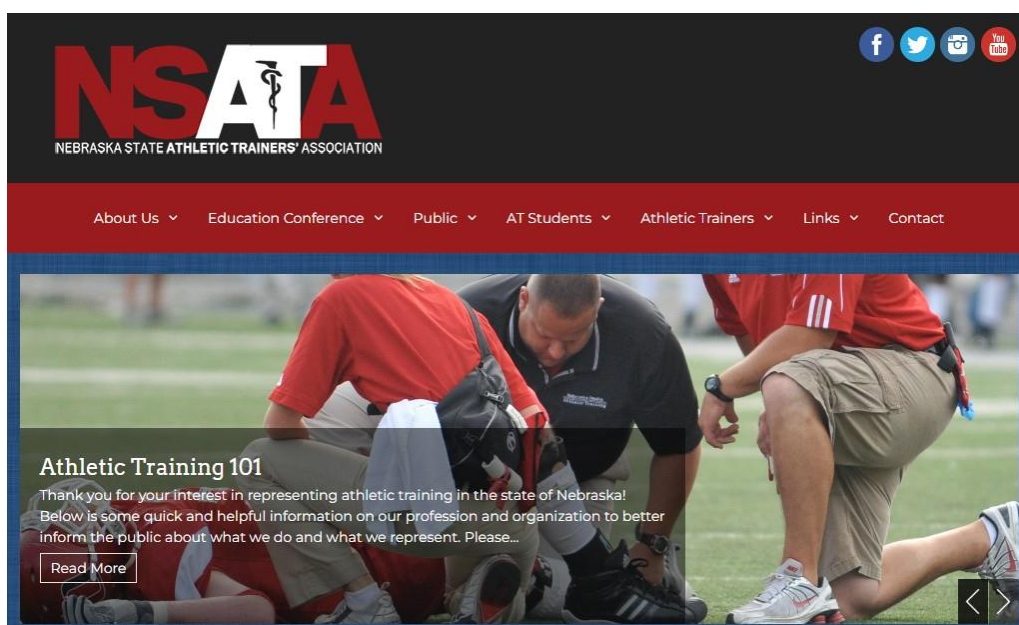 NSATA
NEBRASKA STATE ATHLETIC TRAINERS' ASSOCIATION
You
Tube
About Us
Education Conference
Public
AT Students
Athletic Trainers
Links
Contact
Athletic Training 101
Thank you for your interest in representing athletic training in the state of Nebraska!
Below is some quick and helpful information on our profession and organization to better
inform the public about what we do and what we represent. Please...
Read More